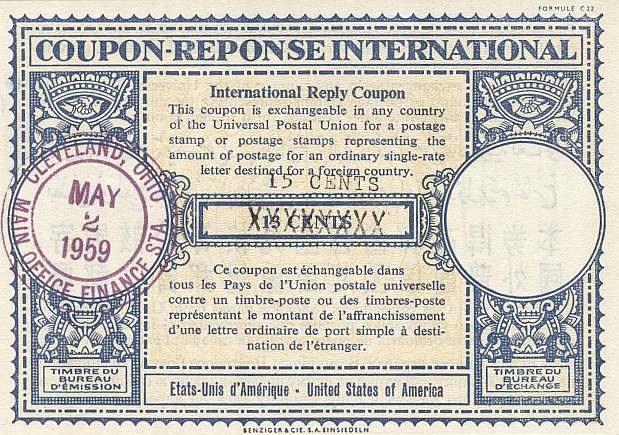 FORMULE C 22
COUPON-REPONSE INTERNATIONAL
International Reply Coupon
This coupon is exchangeable in any country
of the Universal Postal Union for a postage
stamp or postage stamps representing the
amount of postage for an ordinary single-rate
letter destined for a foreign country.
15 CENTS
13 CENTS
XXXXXXXX
CLEVELAND, OHIO
MAY
2
1959
MAIN OFFICE FINANCE STA.
Ce coupon est échangeable dans
tous les Pays de l'Union postale universelle
contre un timbre-poste ou des timbres-poste
représentant le montant de l'affranchissement
d'une lettre ordinaire de port simple à desti-
nation de l'étranger.
TIMBRE DU
BUREAU
D'ÉMISSION
Etats-Unis d'Amérique • United States of America
TIMBRE DU
BUREAU
D'ÉCHANGE
BENZIGER & CIE. S.A. EINSIEDELN